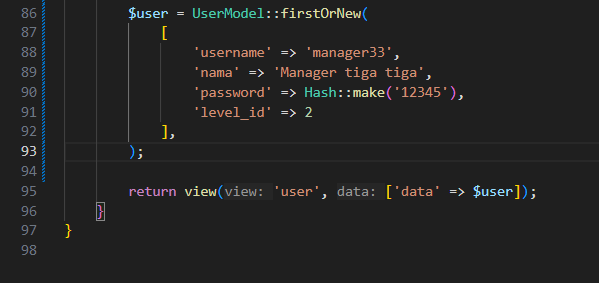 86 $user = UserModel::firstOrNew(
87 [
88 'username' => 'manager33',
89 'nama' => 'Manager tiga tiga',
90 'password' => Hash::make('12345'),
91 'level_id' => 2
92 ],
93 );
94
95 return view(view: 'user', data: ['data' => $user]);
96 }
97 }
98